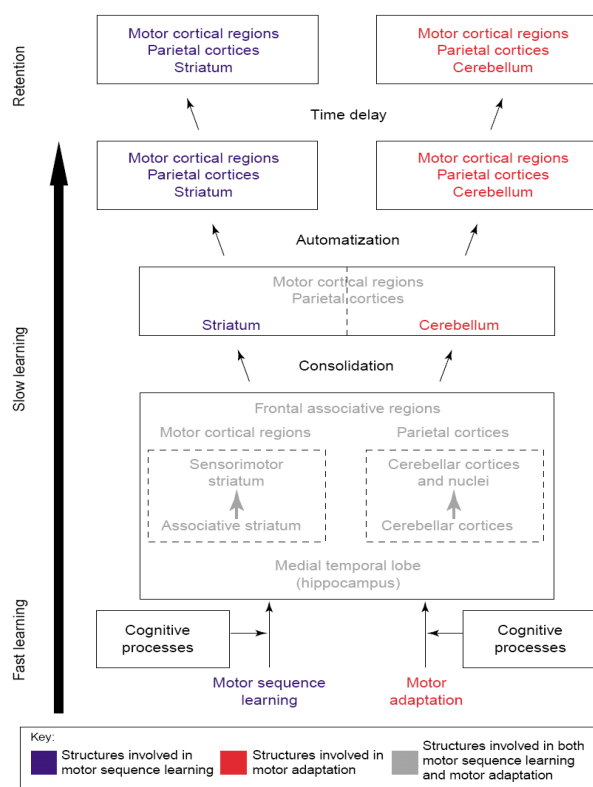 Retention
Motor cortical regions
Parietal cortices
Striatum
Motor cortical regions
Parietal cortices
Cerebellum
Time delay
Motor cortical regions
Parietal cortices
Striatum
Motor cortical regions
Parietal cortices
Cerebellum
Automatization
Slow learning
Motor cortical regions
Parietal cortices
Striatum
Cerebellum
Consolidation
Frontal associative regions
Motor cortical regions
Parietal cortices
Sensorimotor
striatum
Associative striatum
Cerebellar cortices
and nuclei
Cerebellar cortices
Medial temporal lobe
(hippocampus)
Fast learning
Cognitive
processes
Cognitive
processes
Motor sequence
learning
Motor
adaptation
Key:
Structures involved in
motor sequence learning
Structures involved in
motor adaptation
Structures involved in both
motor sequence learning
and motor adaptation